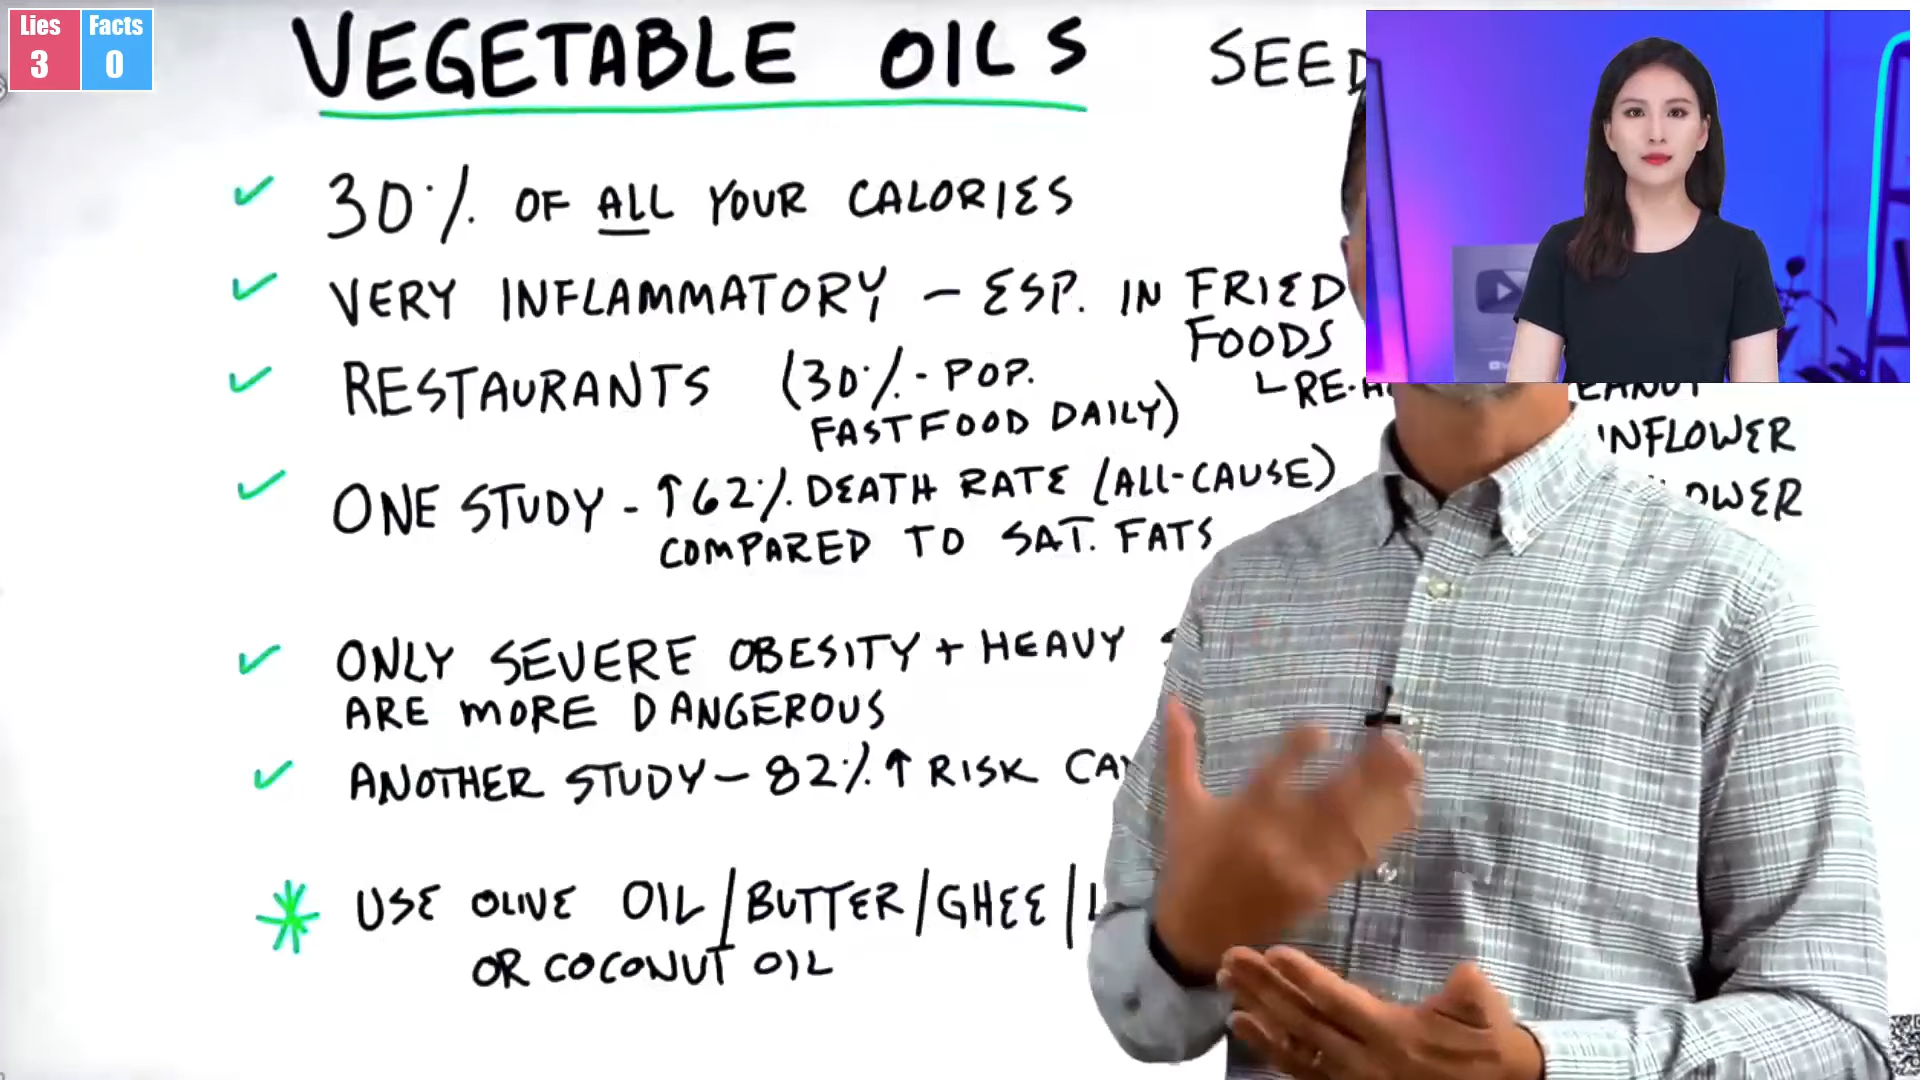 Lies
3
Facts
0
VEGETABLE OILS
SEED
✓ 30% OF ALL YOUR CALORIES
✓ VERY INFLAMMATORY – ESP. IN FRIED
FOODS
✓ RESTAURANTS (30% - POP.
FASTFOOD DAILY)
✓ ONE STUDY - ↑62% DEATH RATE (ALL-CAUSE)
COMPARED TO SAT. FATS
✓ ONLY SEVERE OBESITY + HEAVY
ARE MORE DANGEROUS
✓ ANOTHER STUDY – 82% ↑ RISK
* USE OLIVE OIL / BUTTER / GHEE /
OR COCONUT OIL